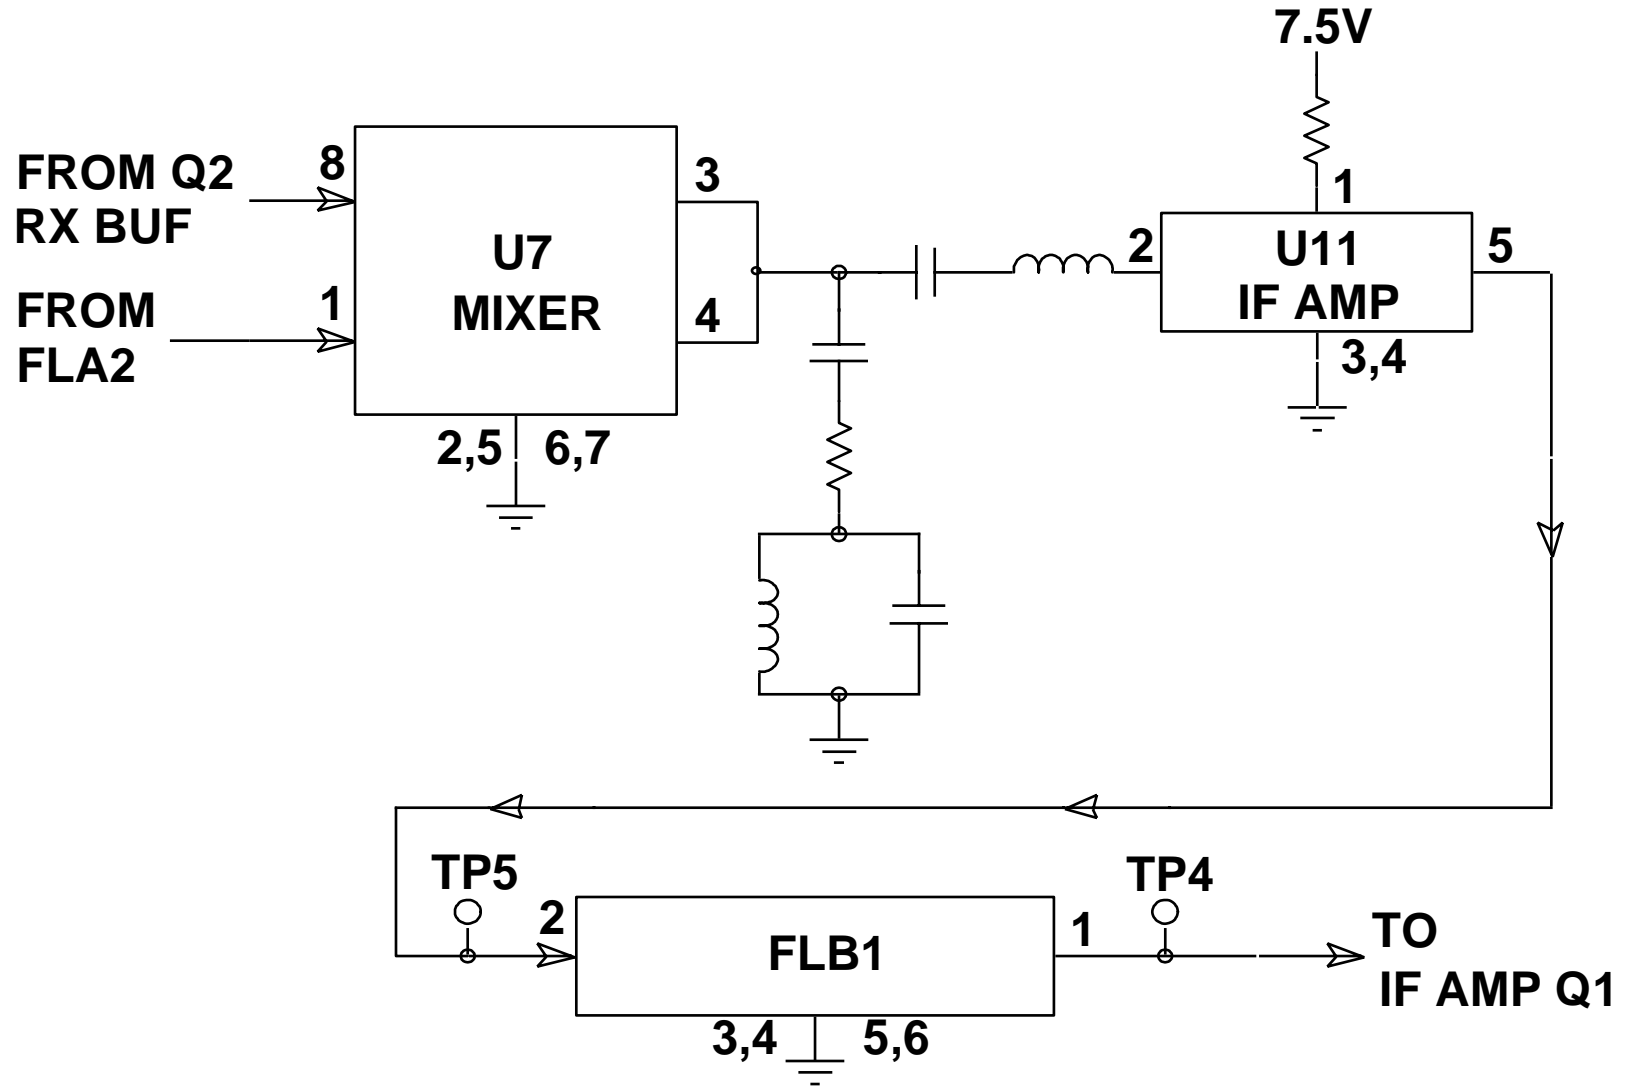 7.5V
FROM Q2
RX BUF
8
3
1
U7
MIXER
2
U11
IF AMP
5
FROM
FLA2
1
4
3,4
2,5
6,7
TP5
TP4
2
FLB1
1
TO
IF AMP Q1
3,4
5,6